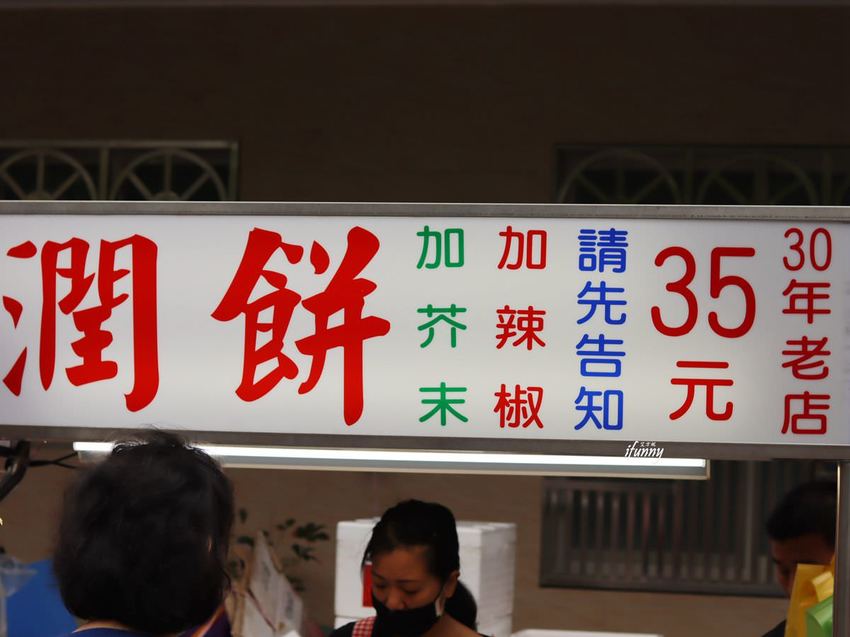 潤餅
加芥末
加辣椒
請先告知
35元
30年老店
ifunny